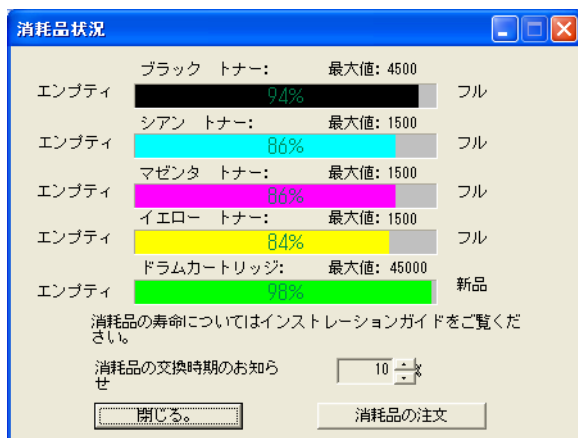 消耗品状況
ブラック トナー: 最大値: 4500
エンプティ 94% フル
シアン トナー: 最大値: 1500
エンプティ 86% フル
マゼンタ トナー: 最大値: 1500
エンプティ 86% フル
イエロー トナー: 最大値: 1500
エンプティ 84% フル
ドラムカートリッジ: 最大値: 45000
エンプティ 98% 新品
消耗品の寿命についてはインストレーションガイドをご覧くだ
さい。
消耗品の交換時期のお知ら
せ
10 %
閉じる。 消耗品の注文